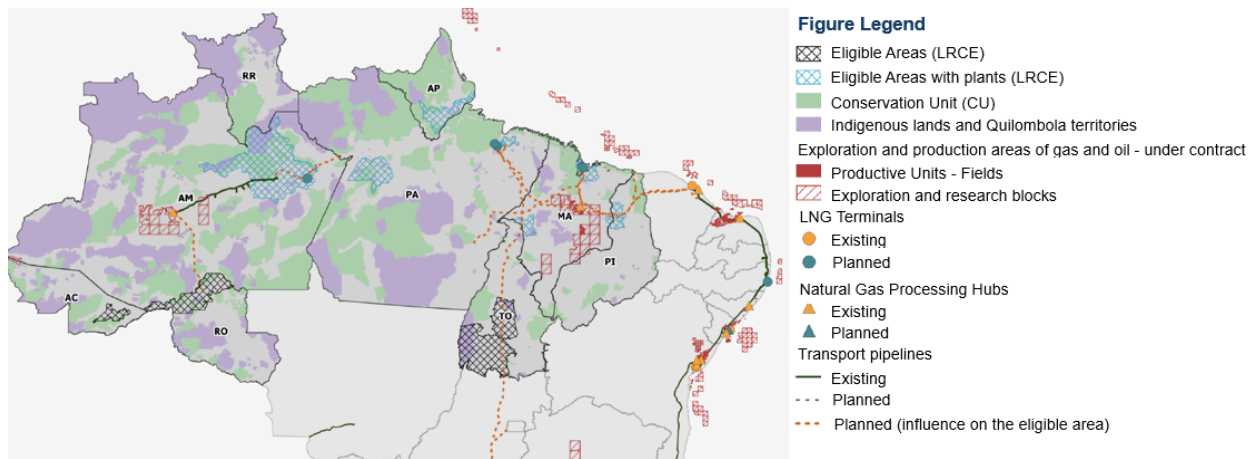 RR
AP
AM
PA
MA
PI
AC
RO
TO
Figure Legend
Eligible Areas (LRCE)
Eligible Areas with plants (LRCE)
Conservation Unit (CU)
Indigenous lands and Quilombola territories
Exploration and production areas of gas and oil - under contract
Productive Units - Fields
Exploration and research blocks
LNG Terminals
Existing
Planned
Natural Gas Processing Hubs
Existing
Planned
Transport pipelines
Existing
Planned
Planned (influence on the eligible area)